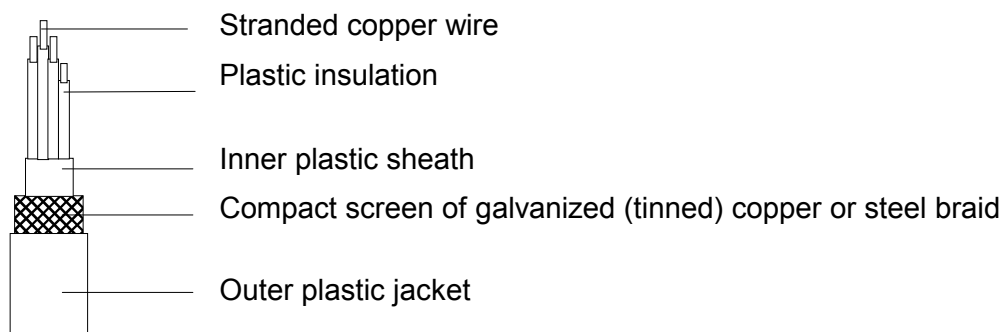 Stranded copper wire
Plastic insulation
Inner plastic sheath
Compact screen of galvanized (tinned) copper or steel braid
Outer plastic jacket